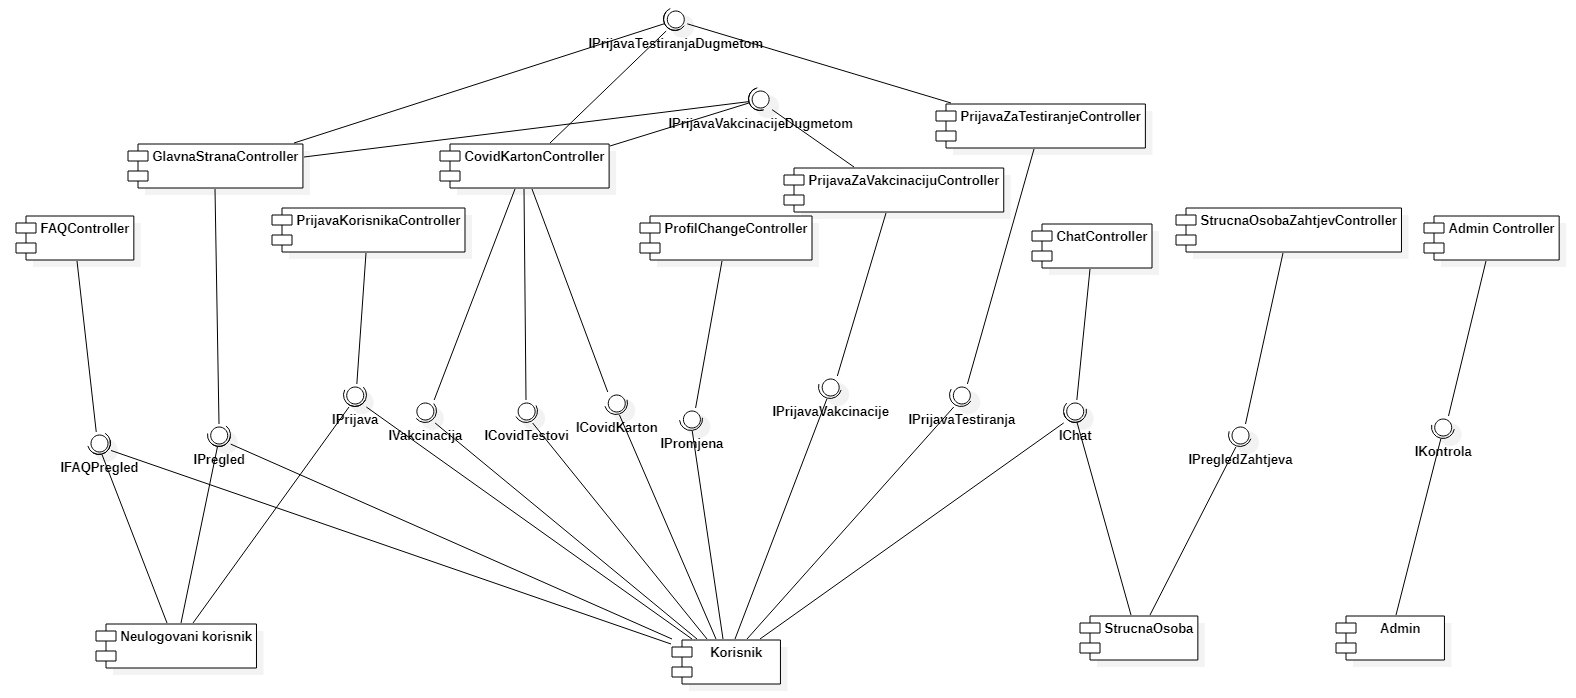 IPrijavaTestiranjaDugmetom
IPrijavaVakcinacijeDugmetom
PrijavaZaTestiranjeController
GlavnaStranaController
CovidKartonController
PrijavaZaVakcinacijuController
FAQController
PrijavaKorisnikaController
ProfilChangeController
ChatController
StrucnaOsobaZahtjevController
Admin Controller
IPrijava
IVakcinacija
ICovidTestovi
ICovidKarton
IPromjena
IPrijavaVakcinacije
IPrijavaTestiranja
IChat
IFAQPregled
IPregled
IPregledZahtjeva
IKontrola
Neulogovani korisnik
Korisnik
StrucnaOsoba
Admin